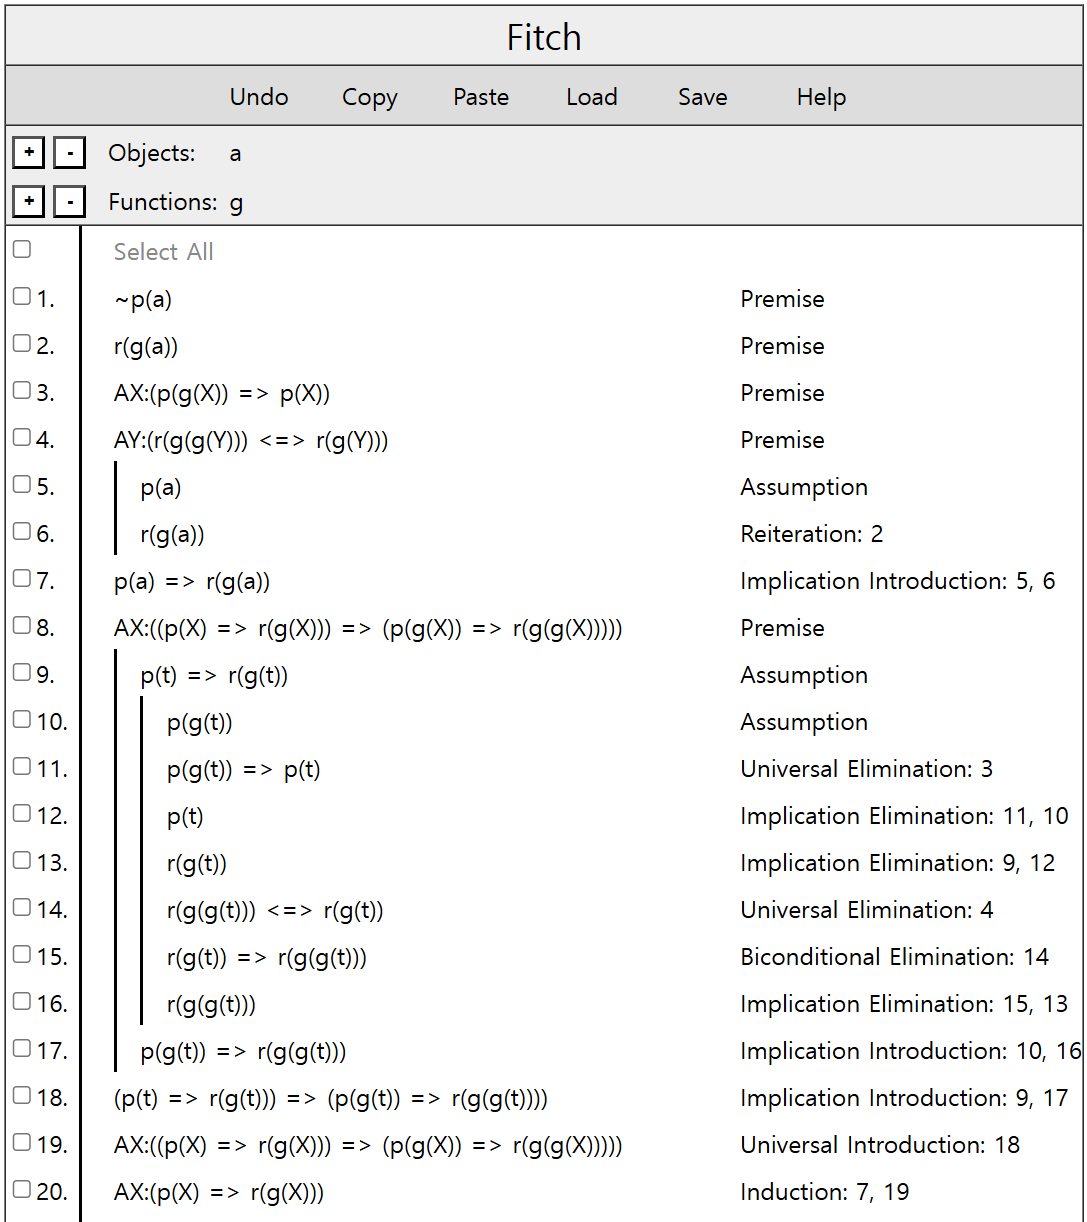 Fitch
Undo Copy Paste Load Save Help
+ - Objects: a
+ - Functions: g
Select All
1. ~p(a) Premise
2. r(g(a)) Premise
3. AX:(p(g(X)) => p(X)) Premise
4. AY:(r(g(g(Y))) <=> r(g(Y))) Premise
5. p(a) Assumption
6. r(g(a)) Reiteration: 2
7. p(a) => r(g(a)) Implication Introduction: 5, 6
8. AX:((p(X) => r(g(X))) => (p(g(X)) => r(g(g(X))))) Premise
9. p(t) => r(g(t)) Assumption
10. p(g(t)) Assumption
11. p(g(t)) => p(t) Universal Elimination: 3
12. p(t) Implication Elimination: 11, 10
13. r(g(t)) Implication Elimination: 9, 12
14. r(g(g(t))) <=> r(g(t)) Universal Elimination: 4
15. r(g(t)) => r(g(g(t))) Biconditional Elimination: 14
16. r(g(g(t))) Implication Elimination: 15, 13
17. p(g(t)) => r(g(g(t))) Implication Introduction: 10, 16
18. (p(t) => r(g(t))) => (p(g(t)) => r(g(g(t)))) Implication Introduction: 9, 17
19. AX:((p(X) => r(g(X))) => (p(g(X)) => r(g(g(X))))) Universal Introduction: 18
20. AX:(p(X) => r(g(X))) Induction: 7, 19